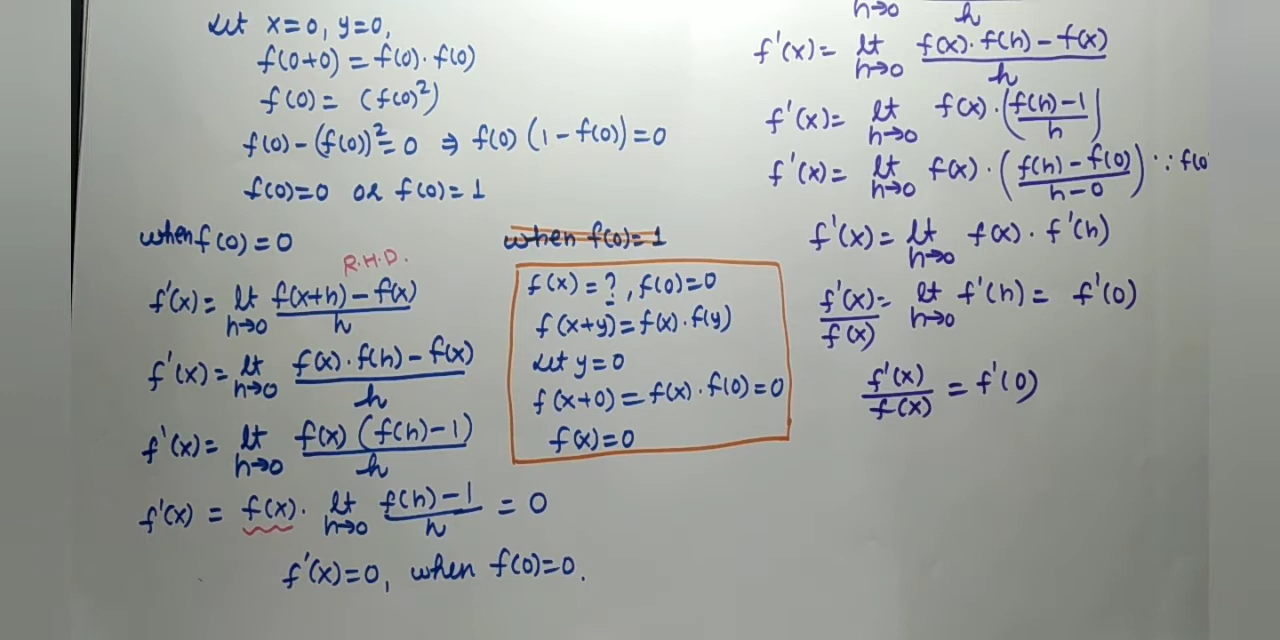 Let x=0, y=0,
f(0+0) = f(0)·f(0)
f(0) = (f(0)²)
f(0) - (f(0))² = 0 ⇒ f(0) (1 - f(0)) = 0
f(0)=0 or f(0)=1
when f(0) = 0
R.H.D.
f'(x) = lt h→0 f(x+h) - f(x) / h
f'(x) = lt h→0 f(x)·f(h) - f(x) / h
f'(x) = lt h→0 f(x) (f(h)-1) / h
f'(x) = f(x). lt h→0 f(h)-1 / h = 0
f'(x)=0, when f(0)=0.
when f(0)=1
f(x) = ?, f(0)=0
f(x+y) = f(x)·f(y)
Let y=0
f(x+0) = f(x)·f(0) = 0
f(x)=0
h→0 h
f'(x) = lt h→0 f(x)·f(h) - f(x) / h
f'(x) = lt h→0 f(x)·(f(h)-1 / h)
f'(x) = lt h→0 f(x)·(f(h)-f(0) / h-0) ∵ f(0
f'(x) = lt h→0 f(x)·f'(h)
f'(x) / f(x) = lt h→0 f'(h) = f'(0)
f'(x) / f(x) = f'(0)